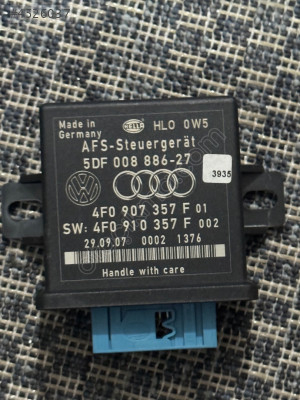 Made in
Germany
HELLA
HLO 0W5
AFS-Steuergerät
5DF 008 886-27
3935
4F0 907 357 F 01
SW: 4F0 910 357 F 002
29.09.07 0002 1376
Handle with care